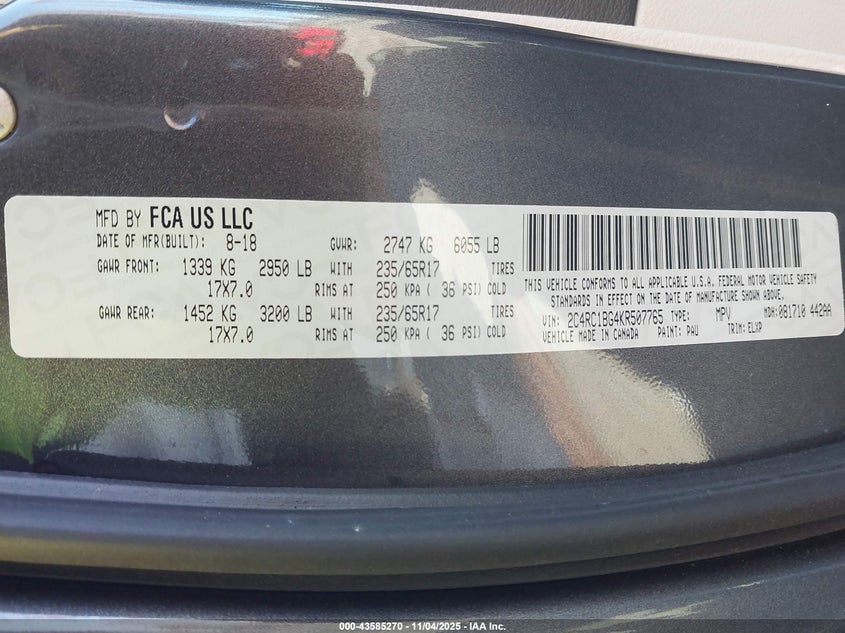 MFD BY FCA US LLC
DATE OF MFR(BUILT): 8-18 GVWR: 2747 KG 6055 LB
GAWR FRONT: 1339 KG 2950 LB WITH 235/65R17 TIRES
17X7.0 RIMS AT 250 KPA ( 36 PSI) COLD
GAWR REAR: 1452 KG 3200 LB WITH 235/65R17 TIRES
17X7.0 RIMS AT 250 KPA ( 36 PSI) COLD
THIS VEHICLE CONFORMS TO ALL APPLICABLE U.S.A. FEDERAL MOTOR VEHICLE SAFETY
STANDARDS IN EFFECT ON THE DATE OF MANUFACTURE SHOWN ABOVE.
VIN: 2C4RC1BG4KR507765 TYPE: MPV MDH: 081710 442AA
VEHICLE MADE IN CANADA PAINT: PAU TRIM: ELXP
000-43585270 - 11/04/2025 - IAA Inc.